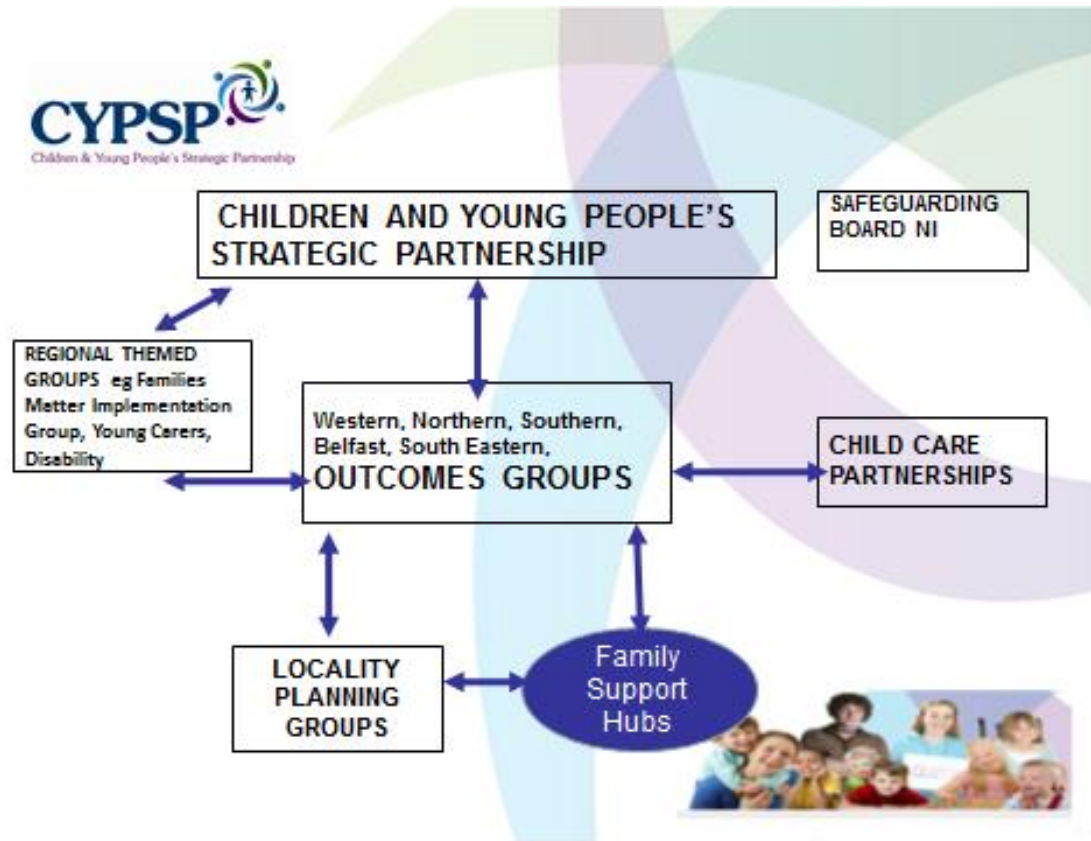 CYPSP
Children & Young People's Strategic Partnership
CHILDREN AND YOUNG PEOPLE'S
STRATEGIC PARTNERSHIP
SAFEGUARDING
BOARD NI
REGIONAL THEMED
GROUPS eg Families
Matter Implementation
Group, Young Carers,
Disability
Western, Northern, Southern,
Belfast, South Eastern,
OUTCOMES GROUPS
CHILD CARE
PARTNERSHIPS
LOCALITY
PLANNING
GROUPS
Family
Support
Hubs